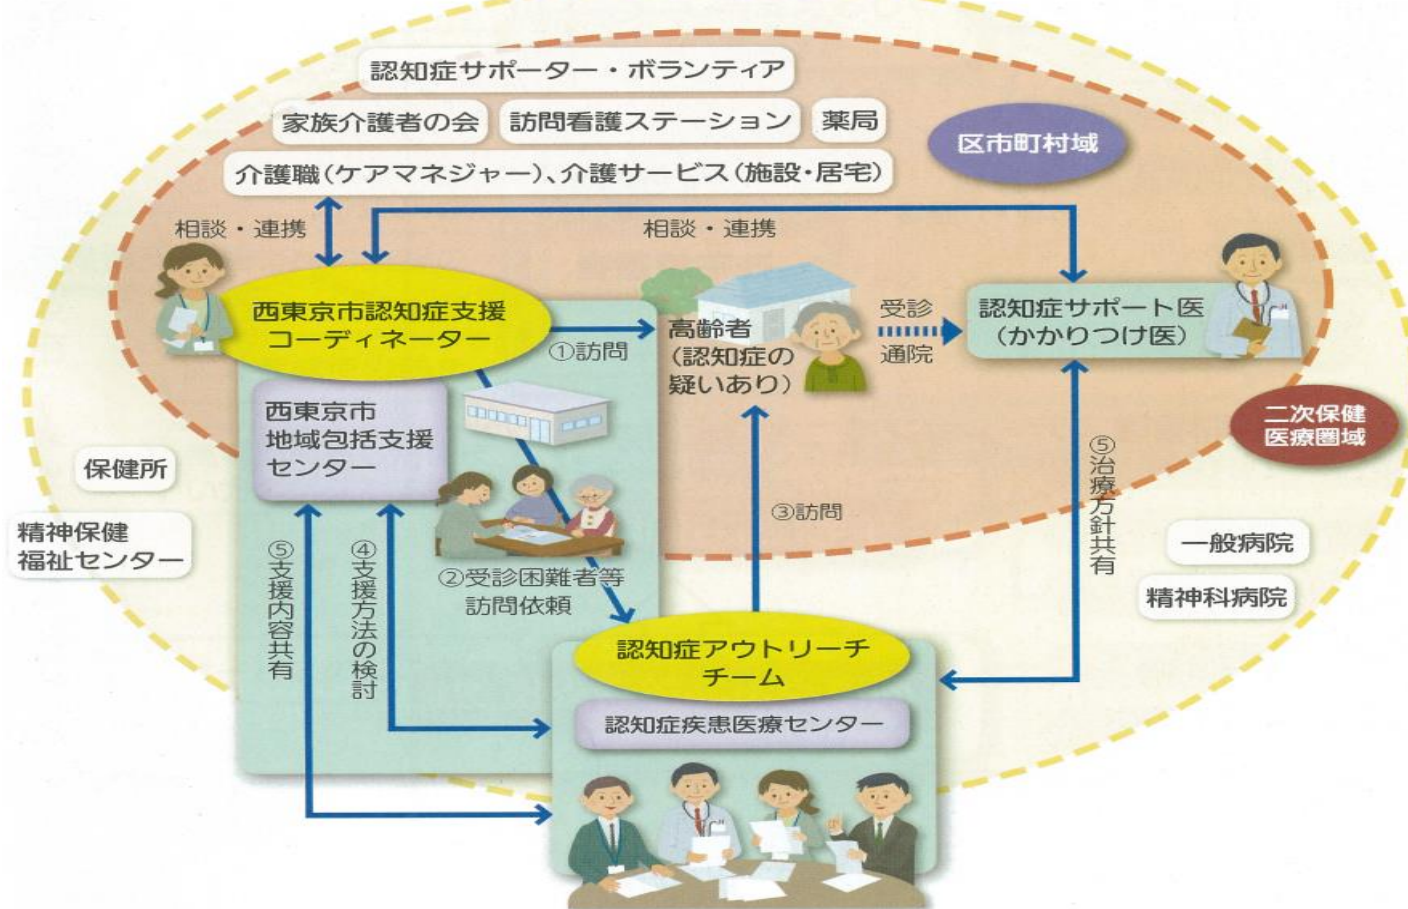 認知症サポーター・ボランティア
家族介護者の会
訪問看護ステーション
薬局
介護職(ケアマネジャー)、介護サービス(施設・居宅)
区市町村域
相談・連携
相談・連携
西東京市認知症支援
コーディネーター
①訪問
高齢者
(認知症の
疑いあり)
受診
通院
認知症サポート医
(かかりつけ医)
西東京市
地域包括支援
センター
二次保健
医療圏域
保健所
精神保健
福祉センター
⑤支援内容共有
④支援方法の検討
②受診困難者等
訪問依頼
③訪問
⑤治療方針共有
一般病院
精神科病院
認知症アウトリーチ
チーム
認知症疾患医療センター